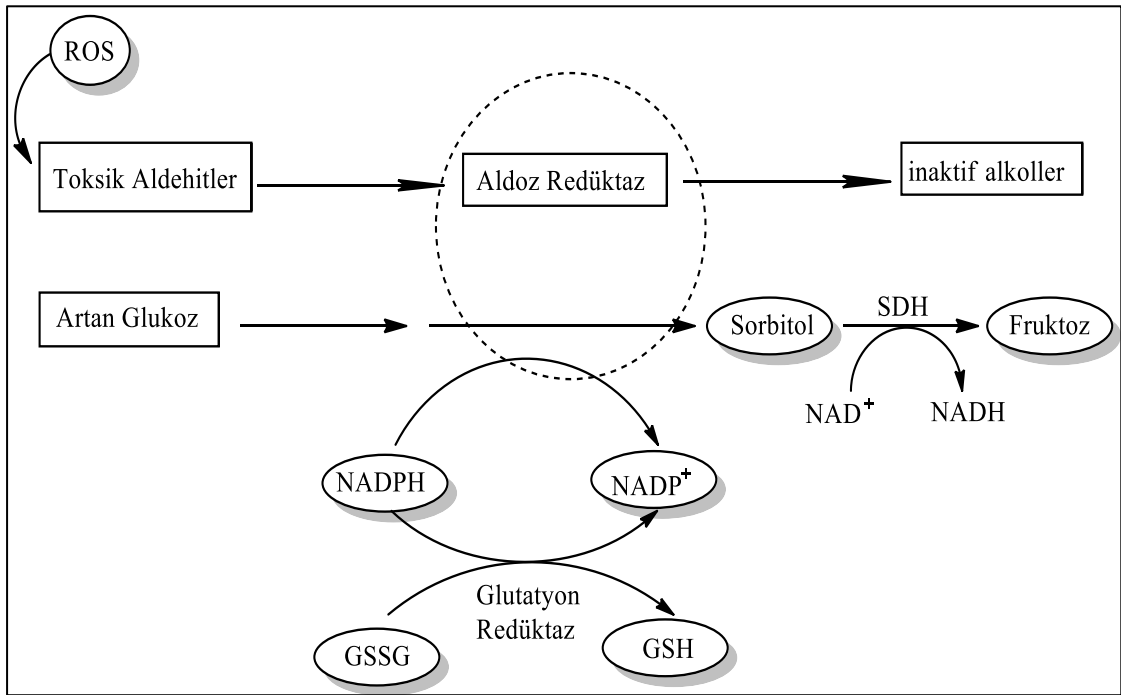 ROS
Toksik Aldehitler
Aldoz Redüktaz
inaktif alkoller
Artan Glukoz
Sorbitol
SDH
Fruktoz
NAD+
NADH
NADPH
NADP+
Glutatyon
Redüktaz
GSSG
GSH